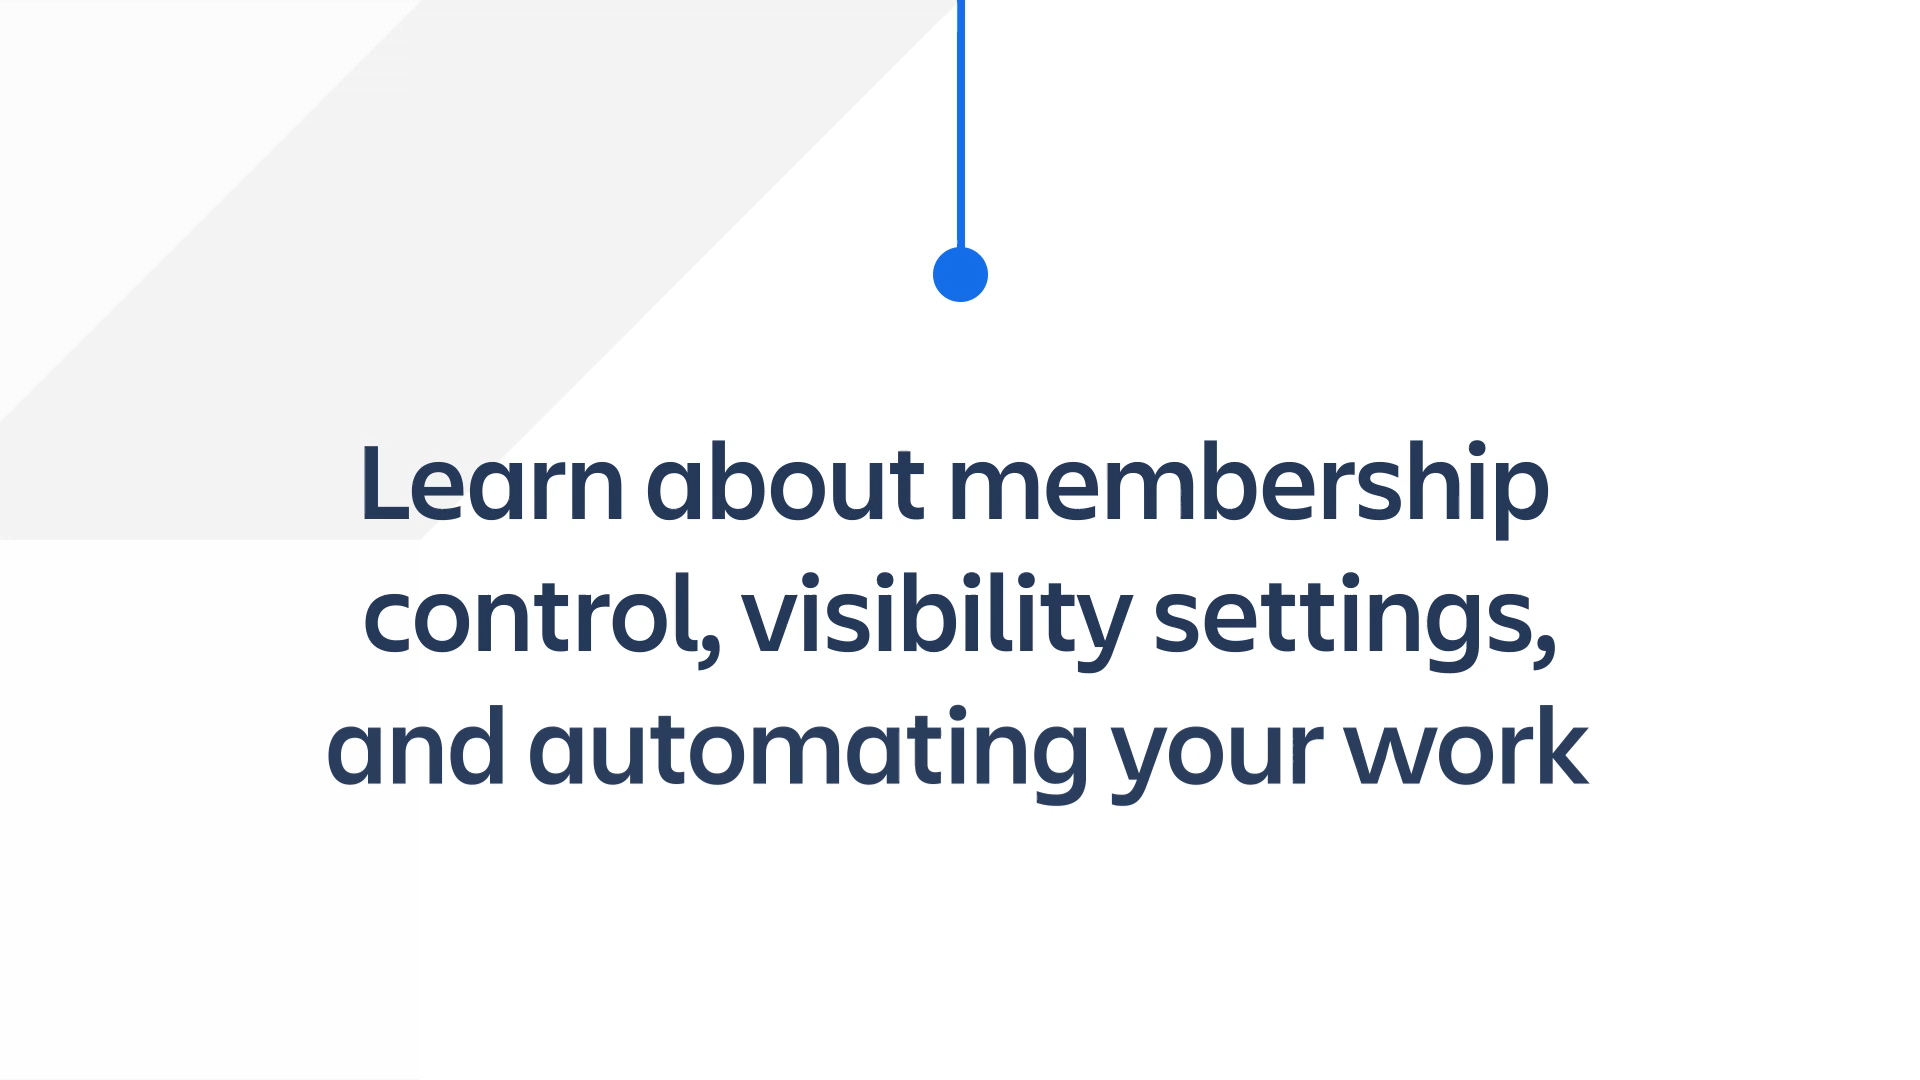 Learn about membership
control, visibility settings,
and automating your work